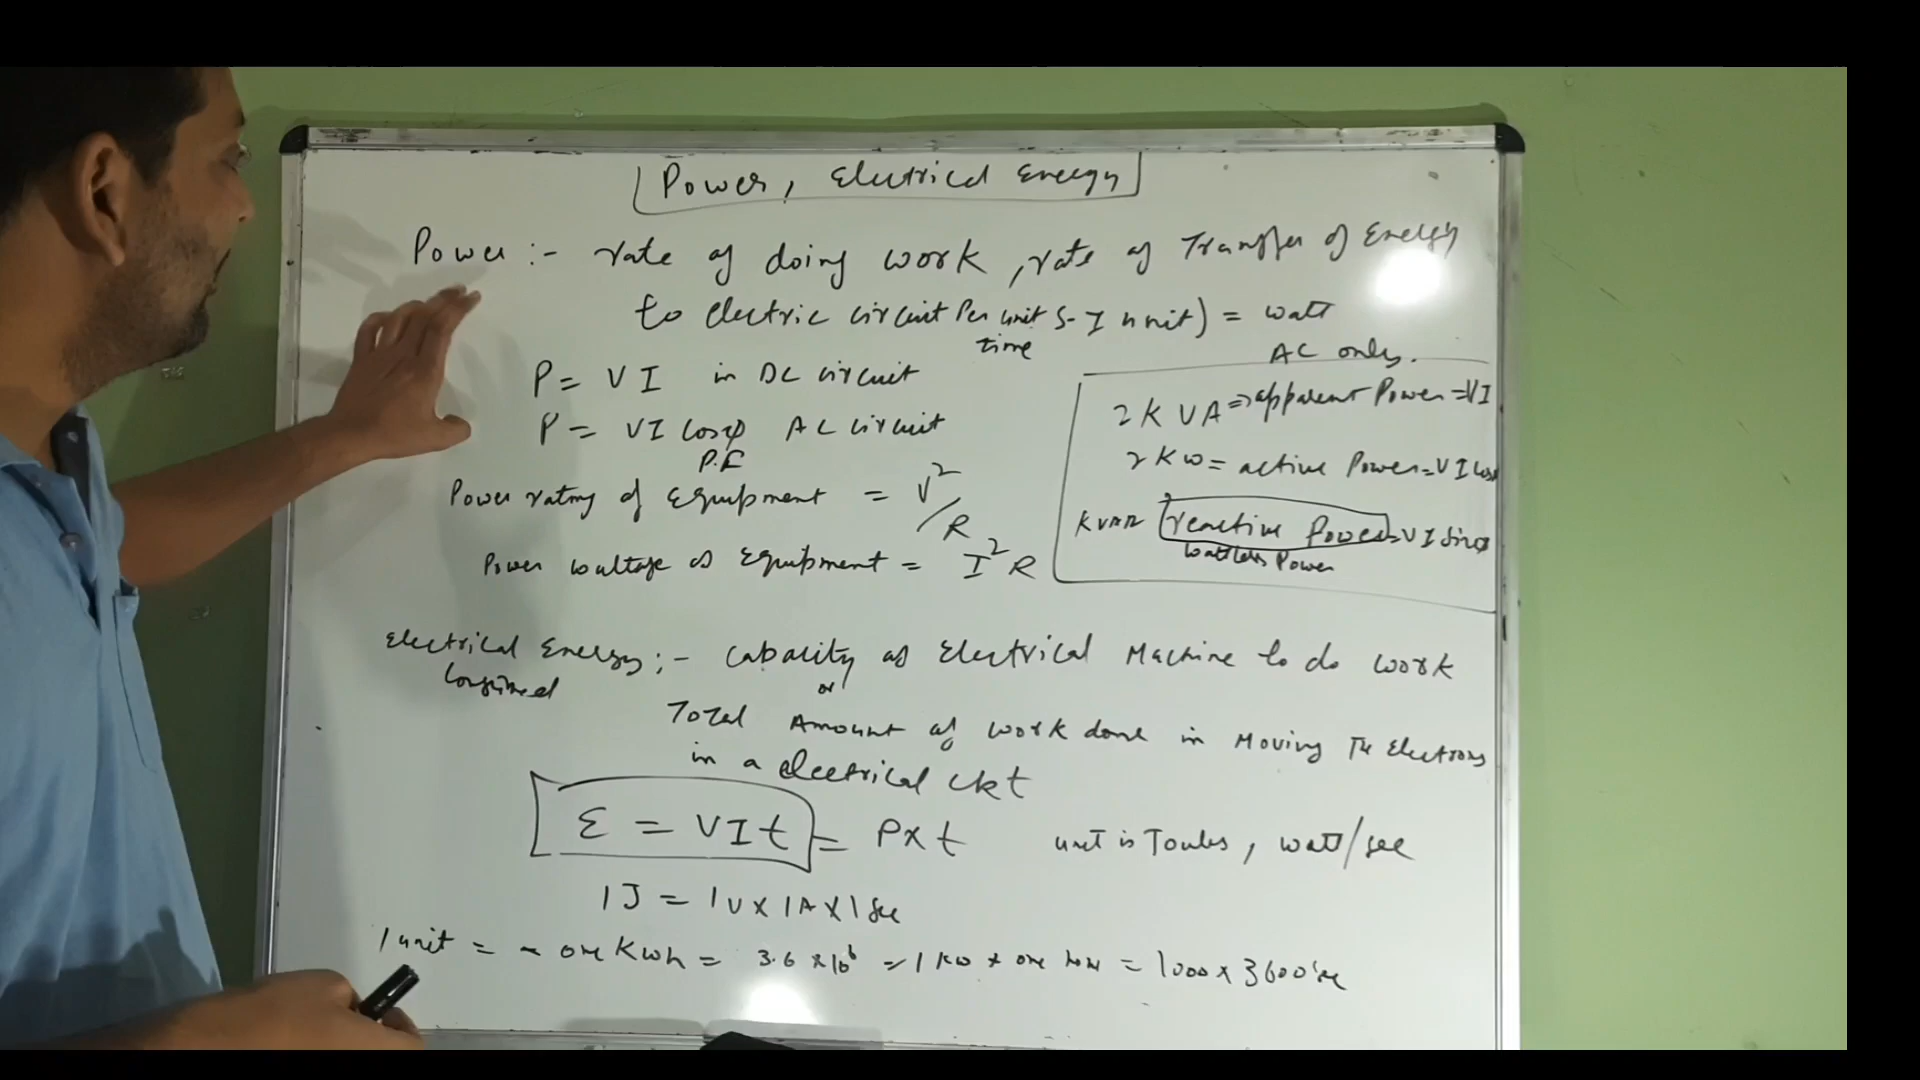 Power, Electrical Energy
Power :- rate of doing work, rate of Transfer of Energy
to electric circuit Per unit time S-I unit) = watt
P = VI in DC circuit
P = VI Cosφ AC circuit
P.F
Power rating of Equipment = V²/R
Power wattage of Equipment = I²R
AC only.
2 KVA => apparent Power = VI
2 KW = active Power = VI Cos
KVAR reactive Power = VI Sinφ
wattless Power
Electrical Energy :- Capacity of Electrical Machine to do work
Consumed
or
Total Amount of work done in Moving The Electrons
in a electrical ckt
E = VIt = P x t unit is Joules, watt/sec
1J = 1V x 1A x 1 sec
1 unit = one Kwh = 3.6 x 10⁶ = 1 kw x one hour = 1000 x 3600 sec